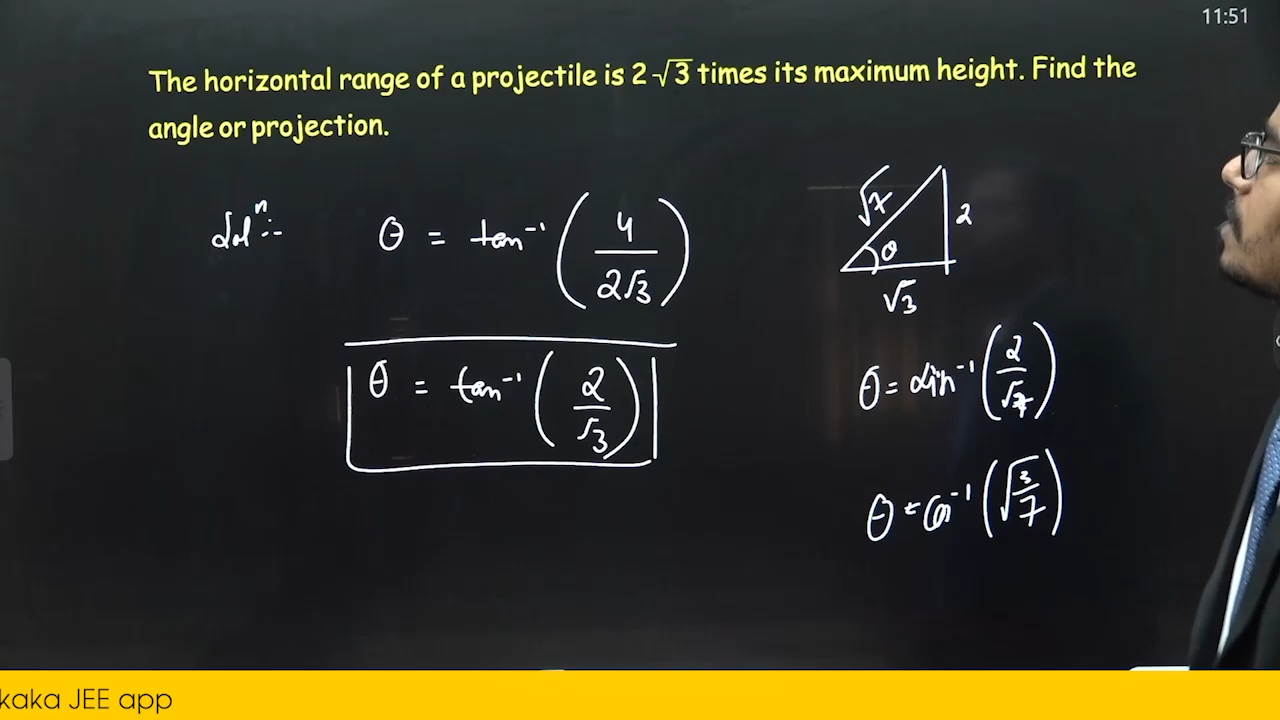 11:51
The horizontal range of a projectile is 2 √3 times its maximum height. Find the
angle or projection.
Solⁿ :-
θ = tan⁻¹ (4/2√3)
θ = tan⁻¹ (2/√3)
√7
2
θ
√3
θ = sin⁻¹ (2/√7)
θ = cos⁻¹ (√3/7)
kaka JEE app